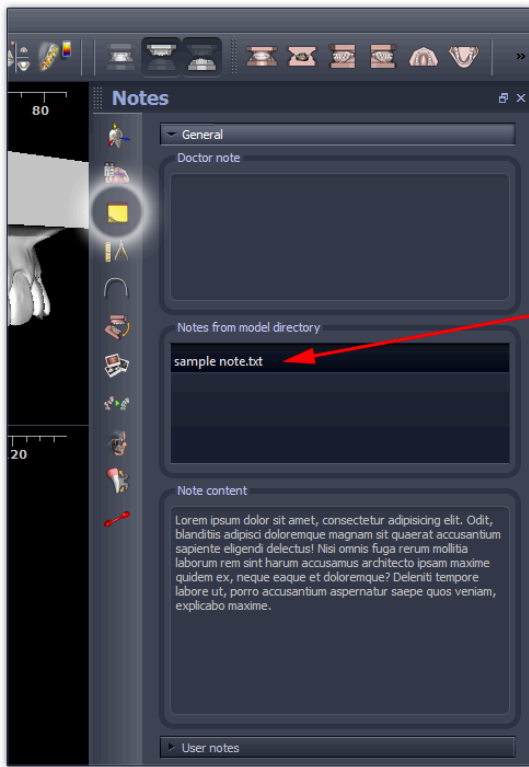 »
80
Notes
General
Doctor note
Notes from model directory
sample note.txt
20
Note content
Lorem ipsum dolor sit amet, consectetur adipisicing elit. Odit,
blanditiis adipisci doloremque magnam sit quaerat accusantium
sapiente eligendi delectus! Nisi omnis fuga rerum mollitia
laborum rem sint harum accusamus architecto ipsam maxime
quidem ex, neque eaque et doloremque? Deleniti tempore
labore ut, porro accusantium aspernatur saepe quos veniam,
explicabo maxime.
User notes